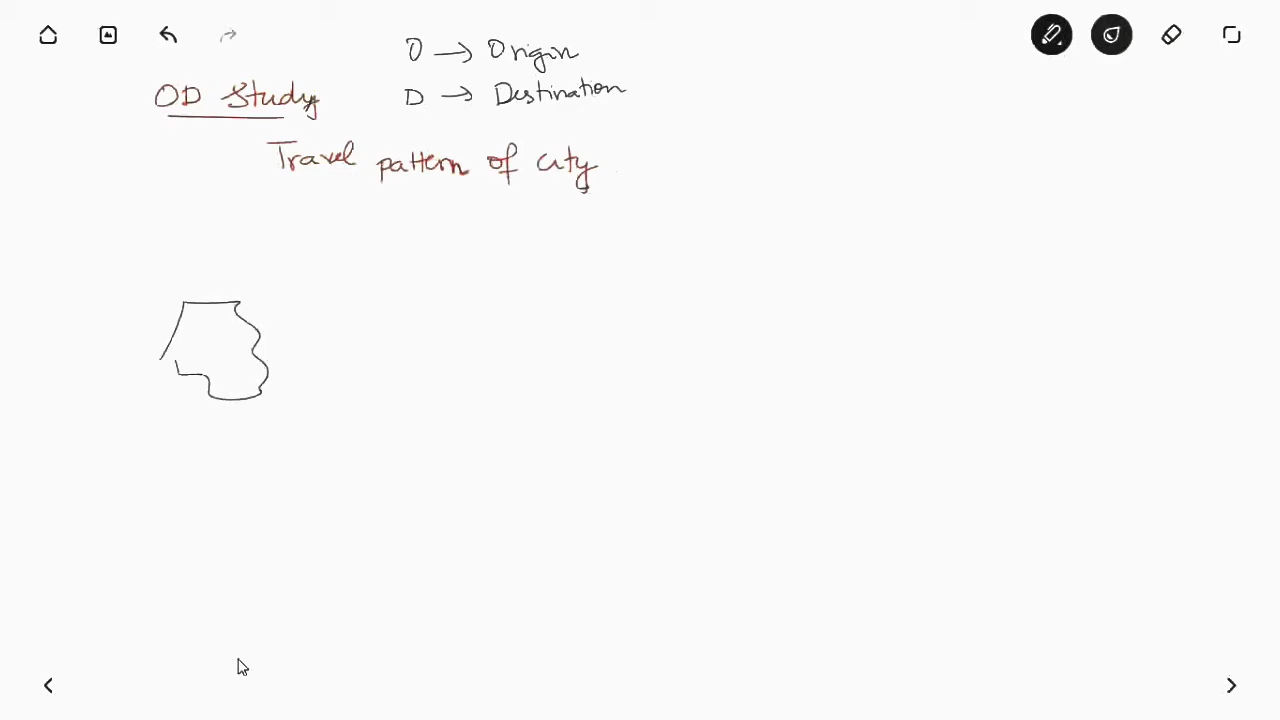 O → Origin
OD Study
D → Destination
Travel pattern of city